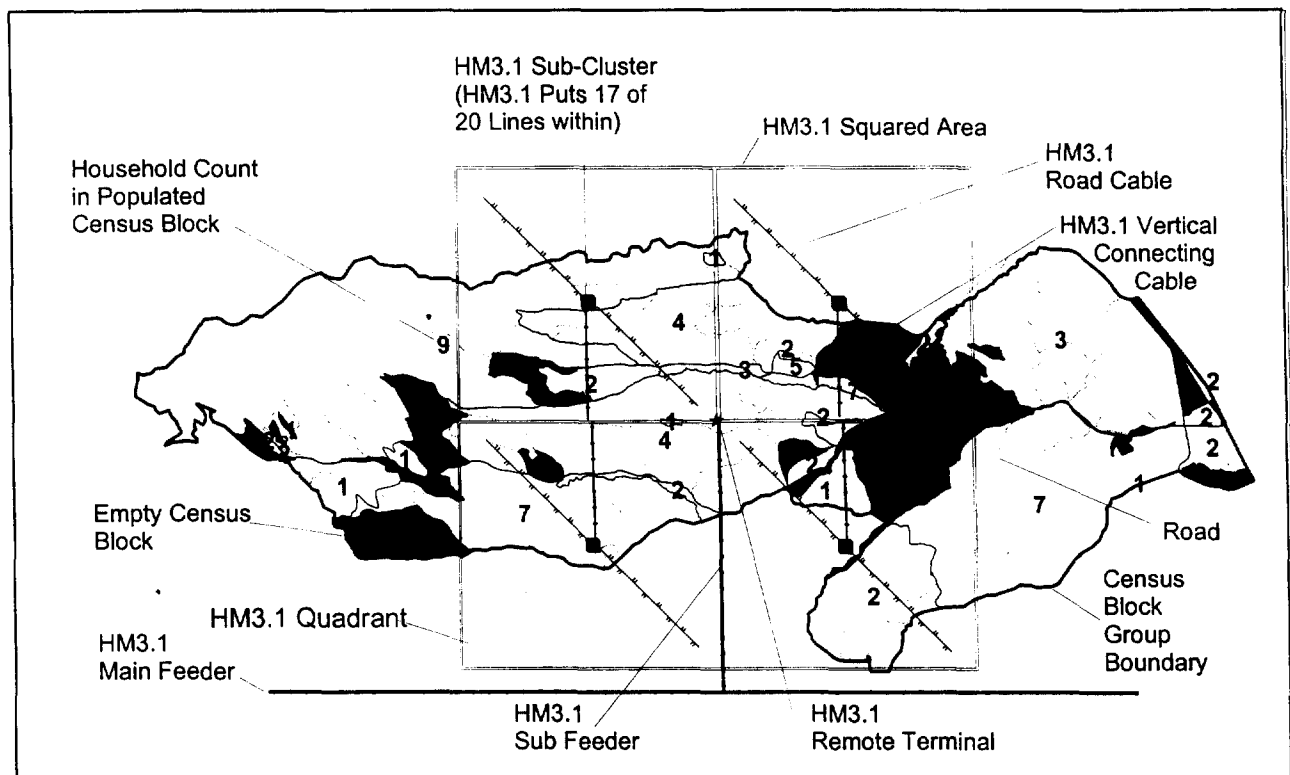 HM3.1 Sub-Cluster
(HM3.1 Puts 17 of
20 Lines within)
HM3.1 Squared Area
HM3.1
Road Cable
Household Count
in Populated
Census Block
HM3.1 Vertical
Connecting
Cable
1
4
9
2
5
3
3
2
7
2
2
2
2
4
4
2
1
1
2
1
2
7
7
1
2
Empty Census
Block
Road
HM3.1 Quadrant
Census
Block
Group
Boundary
HM3.1
Main Feeder
HM3.1
Sub Feeder
HM3.1
Remote Terminal